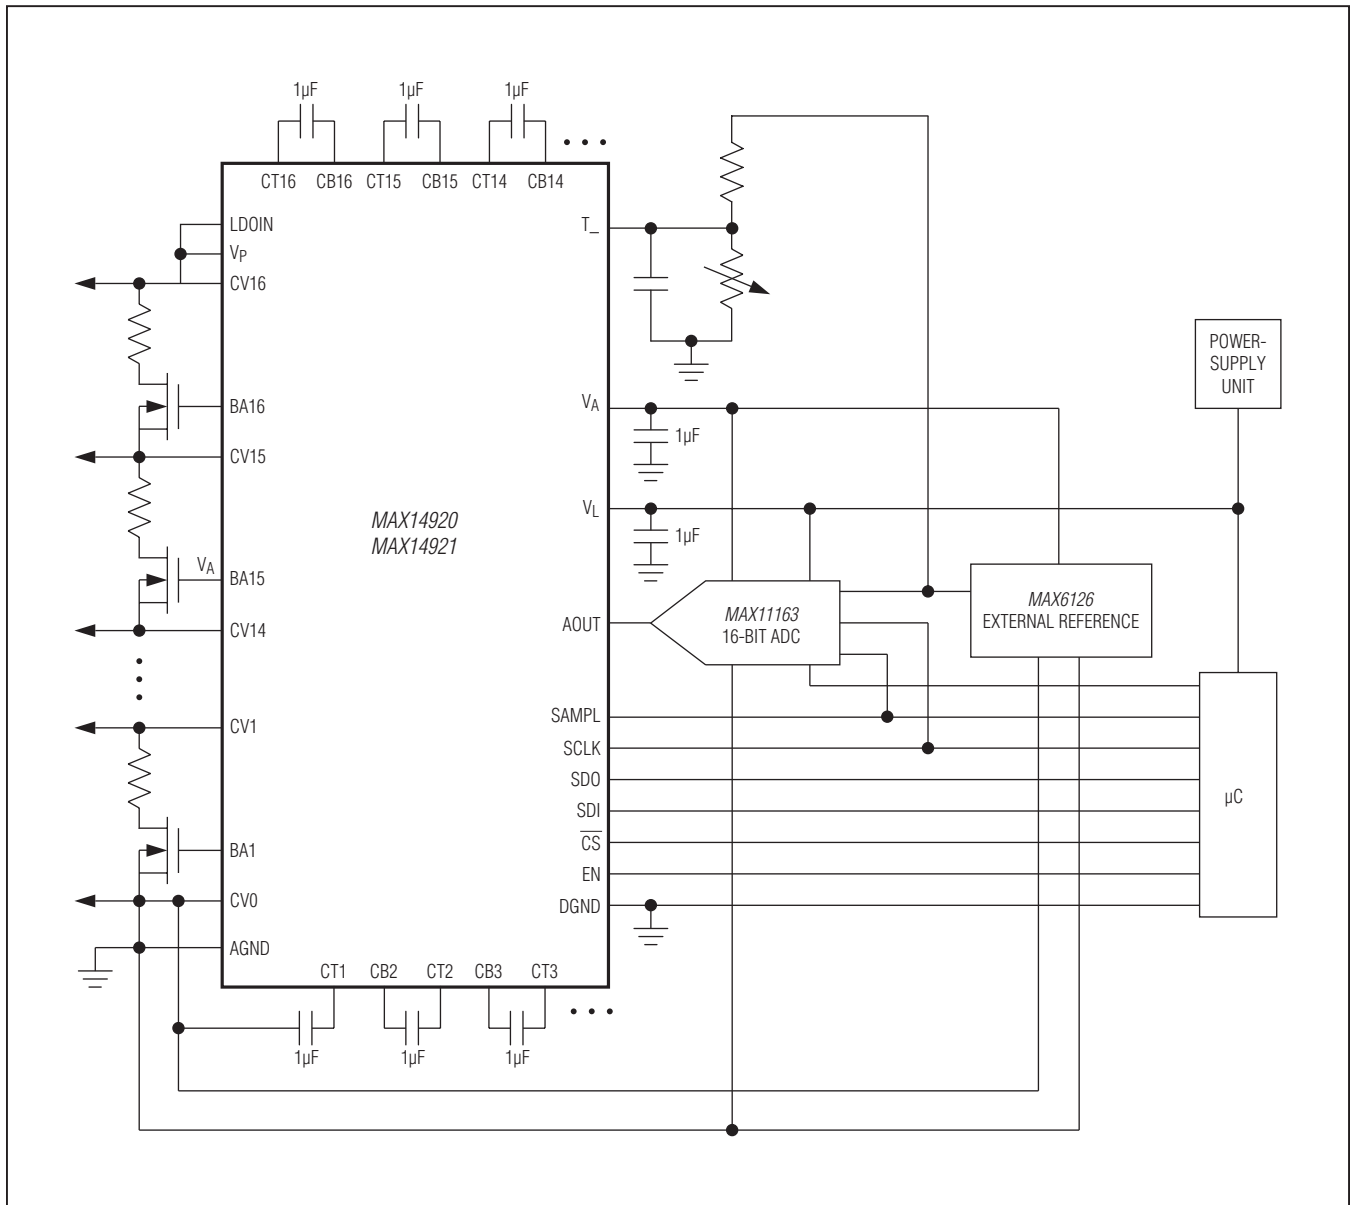 1µF 1µF 1µF
CT16 CB16 CT15 CB15 CT14 CB14
LDOIN
VP
CV16
BA16
CV15
VA
BA15
CV14
CV1
BA1
CV0
AGND
MAX14920
MAX14921
T_
VA
1µF
VL
1µF
AOUT
SAMPL
SCLK
SDO
SDI
CS
EN
DGND
MAX11163
16-BIT ADC
MAX6126
EXTERNAL REFERENCE
POWER-
SUPPLY
UNIT
µC
CT1 CB2 CT2 CB3 CT3
1µF 1µF 1µF